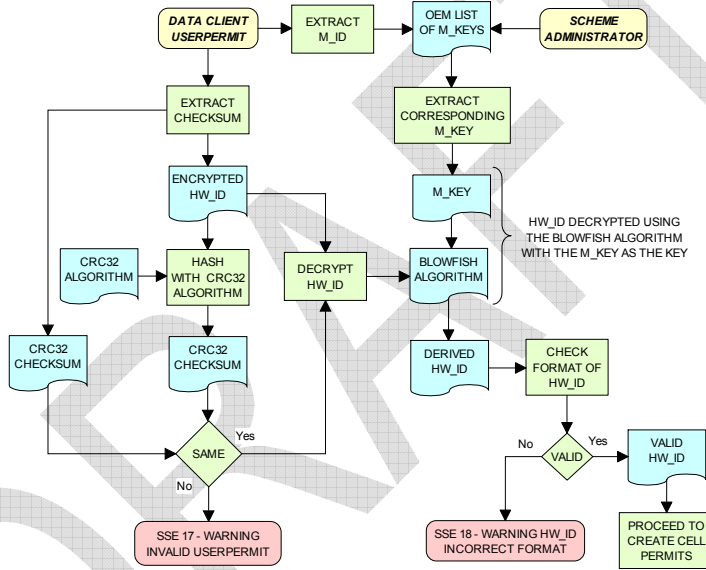 DATA CLIENT
USERPERMIT
EXTRACT
M_ID
OEM LIST
OF M_KEYS
SCHEME
ADMINISTRATOR
EXTRACT
CHECKSUM
EXTRACT
CORRESPONDING
M_KEY
ENCRYPTED
HW_ID
M_KEY
HW_ID DECRYPTED USING
THE BLOWFISH ALGORITHM
WITH THE M_KEY AS THE KEY
CRC32
ALGORITHM
HASH
WITH CRC32
ALGORITHM
DECRYPT
HW_ID
BLOWFISH
ALGORITHM
CRC32
CHECKSUM
CRC32
CHECKSUM
DERIVED
HW_ID
CHECK
FORMAT OF
HW_ID
SAME
Yes
No
VALID
No
Yes
VALID
HW_ID
SSE 17 - WARNING
INVALID USERPERMIT
SSE 18 - WARNING HW_ID
INCORRECT FORMAT
PROCEED TO
CREATE CELL
PERMITS
DRAFT